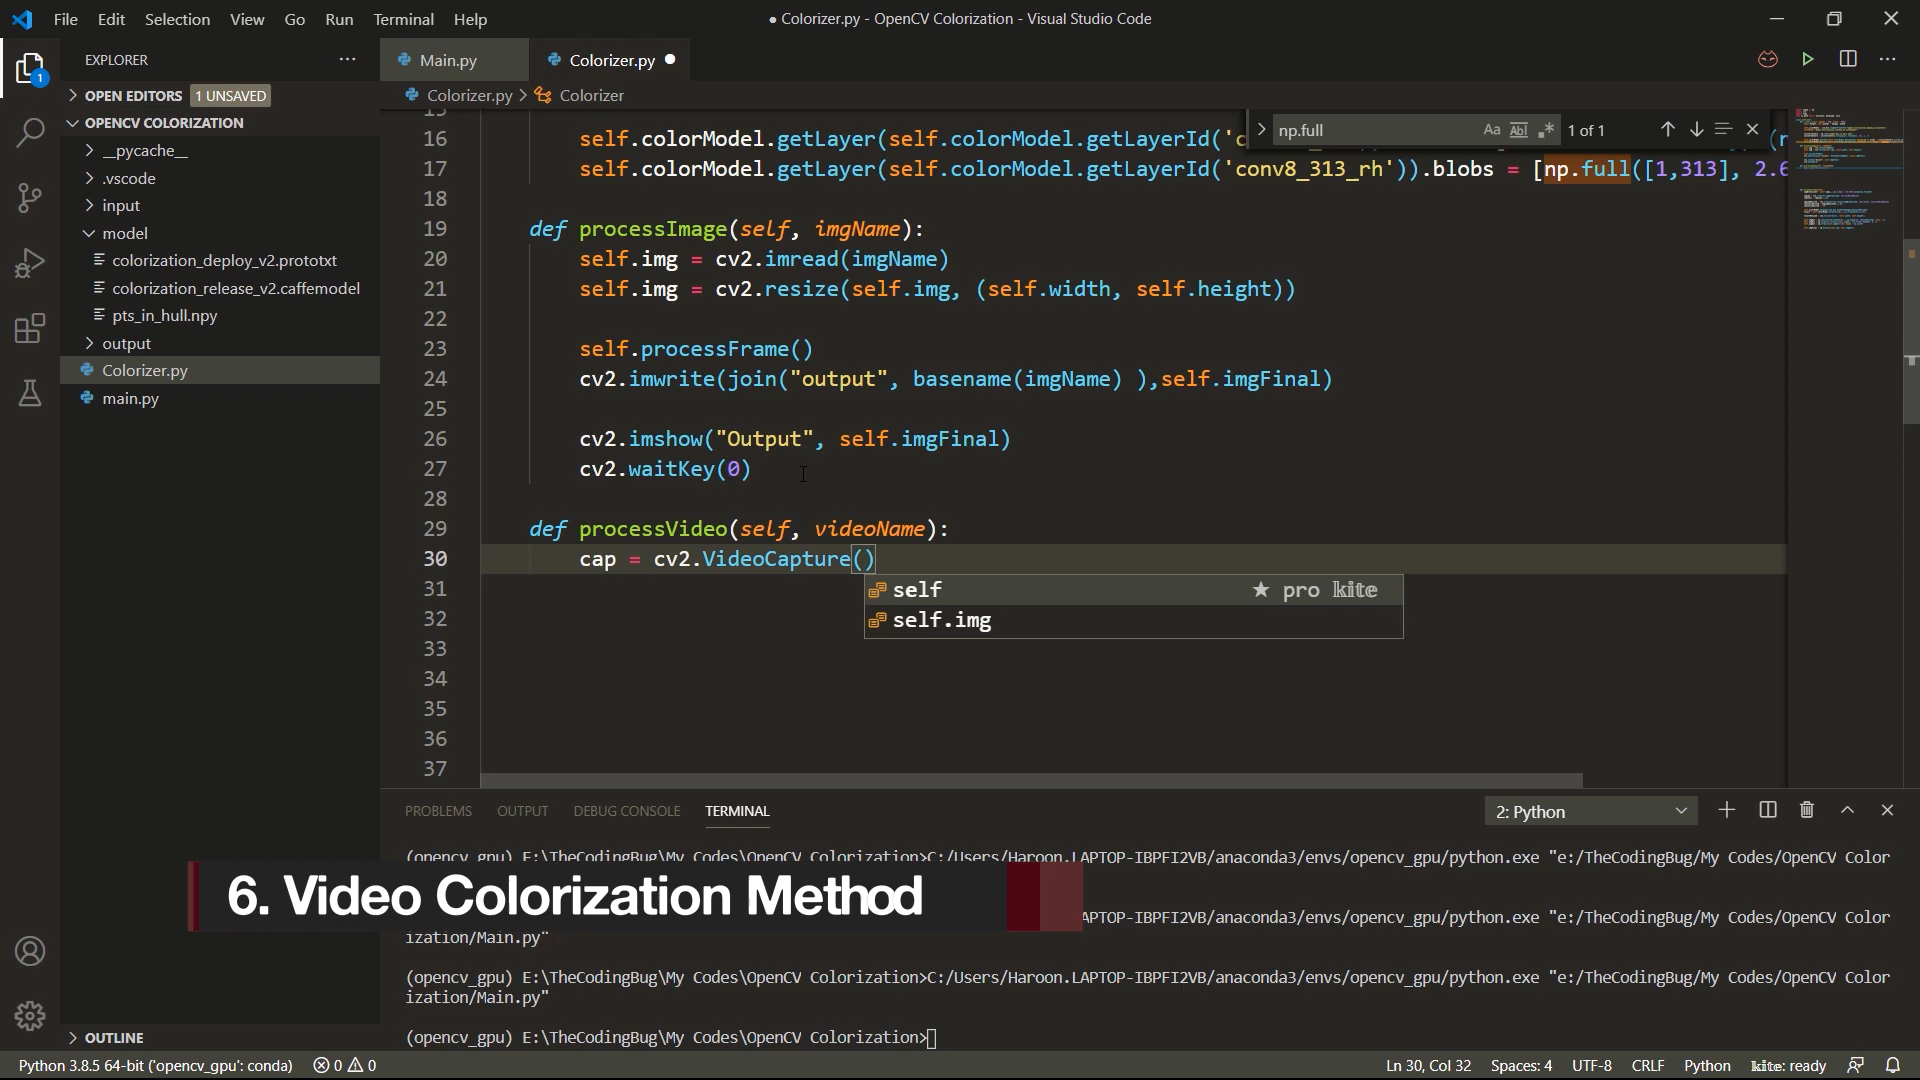 File Edit Selection View Go Run Terminal Help
● Colorizer.py - OpenCV Colorization - Visual Studio Code
EXPLORER
Main.py
Colorizer.py
OPEN EDITORS 1 UNSAVED
Colorizer.py > Colorizer
OPENCV COLORIZATION
__pycache__
.vscode
input
model
colorization_deploy_v2.prototxt
colorization_release_v2.caffemodel
pts_in_hull.npy
output
Colorizer.py
main.py
OUTLINE
np.full
Aa Abl .* 1 of 1
15
16 self.colorModel.getLayer(self.colorModel.getLayerId('c
17 self.colorModel.getLayer(self.colorModel.getLayerId('conv8_313_rh')).blobs = [np.full([1,313], 2.6
18
19 def processImage(self, imgName):
20 self.img = cv2.imread(imgName)
21 self.img = cv2.resize(self.img, (self.width, self.height))
22
23 self.processFrame()
24 cv2.imwrite(join("output", basename(imgName) ),self.imgFinal)
25
26 cv2.imshow("Output", self.imgFinal)
27 cv2.waitKey(0)
28
29 def processVideo(self, videoName):
30 cap = cv2.VideoCapture()
31 self ★ pro kite
32 self.img
33
34
35
36
37
PROBLEMS OUTPUT DEBUG CONSOLE TERMINAL
2: Python
(opencv_gpu) E:\TheCodingBug\My Codes\OpenCV Colorization>C:/Users/Haroon.LAPTOP-IBPFI2VB/anaconda3/envs/opencv_gpu/python.exe "e:/TheCodingBug/My Codes/OpenCV Color
6. Video Colorization Method
APTOP-IBPFI2VB/anaconda3/envs/opencv_gpu/python.exe "e:/TheCodingBug/My Codes/OpenCV Color
ization/Main.py"
(opencv_gpu) E:\TheCodingBug\My Codes\OpenCV Colorization>C:/Users/Haroon.LAPTOP-IBPFI2VB/anaconda3/envs/opencv_gpu/python.exe "e:/TheCodingBug/My Codes/OpenCV Color
ization/Main.py"
(opencv_gpu) E:\TheCodingBug\My Codes\OpenCV Colorization>
Python 3.8.5 64-bit ('opencv_gpu': conda) 0 0
Ln 30, Col 32 Spaces: 4 UTF-8 CRLF Python kite: ready